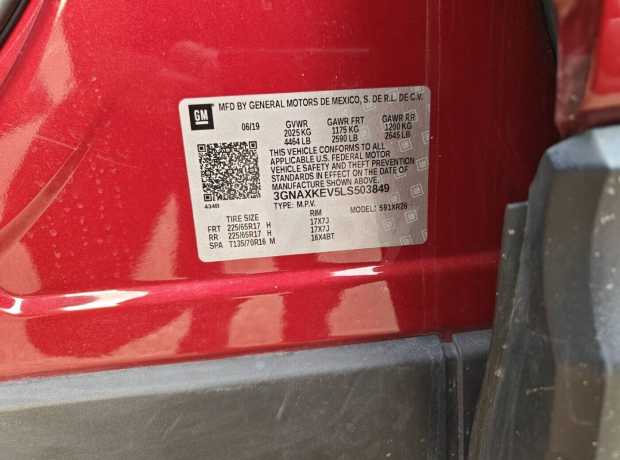 GM
MFD BY GENERAL MOTORS DE MEXICO, S. DE R.L. DE C.V.
06/19 GVWR GAWR FRT GAWR RR
2025 KG 1175 KG 1200 KG
4464 LB 2590 LB 2645 LB
THIS VEHICLE CONFORMS TO ALL
APPLICABLE U.S. FEDERAL MOTOR
VEHICLE SAFETY AND THEFT PREVENTION
STANDARDS IN EFFECT ON THE DATE OF
MANUFACTURE SHOWN ABOVE.
3GNAXKEV5LS503849
TYPE: M.P.V. MODEL: 591XR26
TIRE SIZE RIM
FRT 225/65R17 H 17X7J
RR 225/65R17 H 17X7J
SPA T135/70R16 M 16X4BT